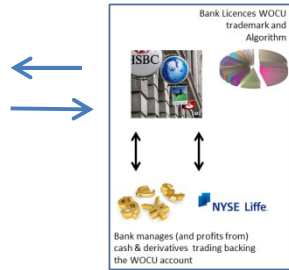 Bank Licences WOCU
trademark and
Algorithm
HSBC
NYSE Liffe.
Bank manages (and profits from)
cash & derivatives trading backing
the WOCU account